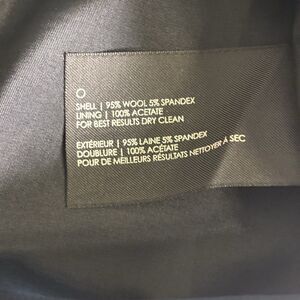 O
SHELL | 95% WOOL 5% SPANDEX
LINING | 100% ACETATE
FOR BEST RESULTS DRY CLEAN
EXTÉRIEUR | 95% LAINE 5% SPANDEX
DOUBLURE | 100% ACÉTATE
POUR DE MEILLEURS RÉSULTATS NETTOYER À SEC